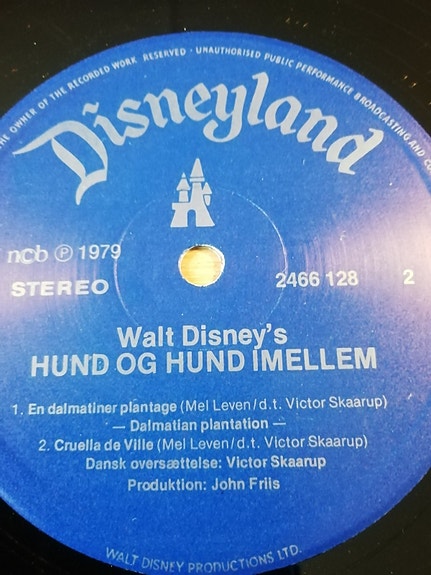 THE OWNER OF THE RECORDED WORK RESERVED · UNAUTHORISED PUBLIC PERFORMANCE BROADCASTING AND
Disneyland
ncb Ⓟ 1979
STEREO
2466 128 2
Walt Disney's
HUND OG HUND IMELLEM
1. En dalmatiner plantage (Mel Leven/d.t. Victor Skaarup)
— Dalmatian plantation —
2. Cruella de Ville (Mel Leven/d.t. Victor Skaarup)
Dansk oversættelse: Victor Skaarup
Produktion: John Friis
WALT DISNEY PRODUCTIONS LTD.